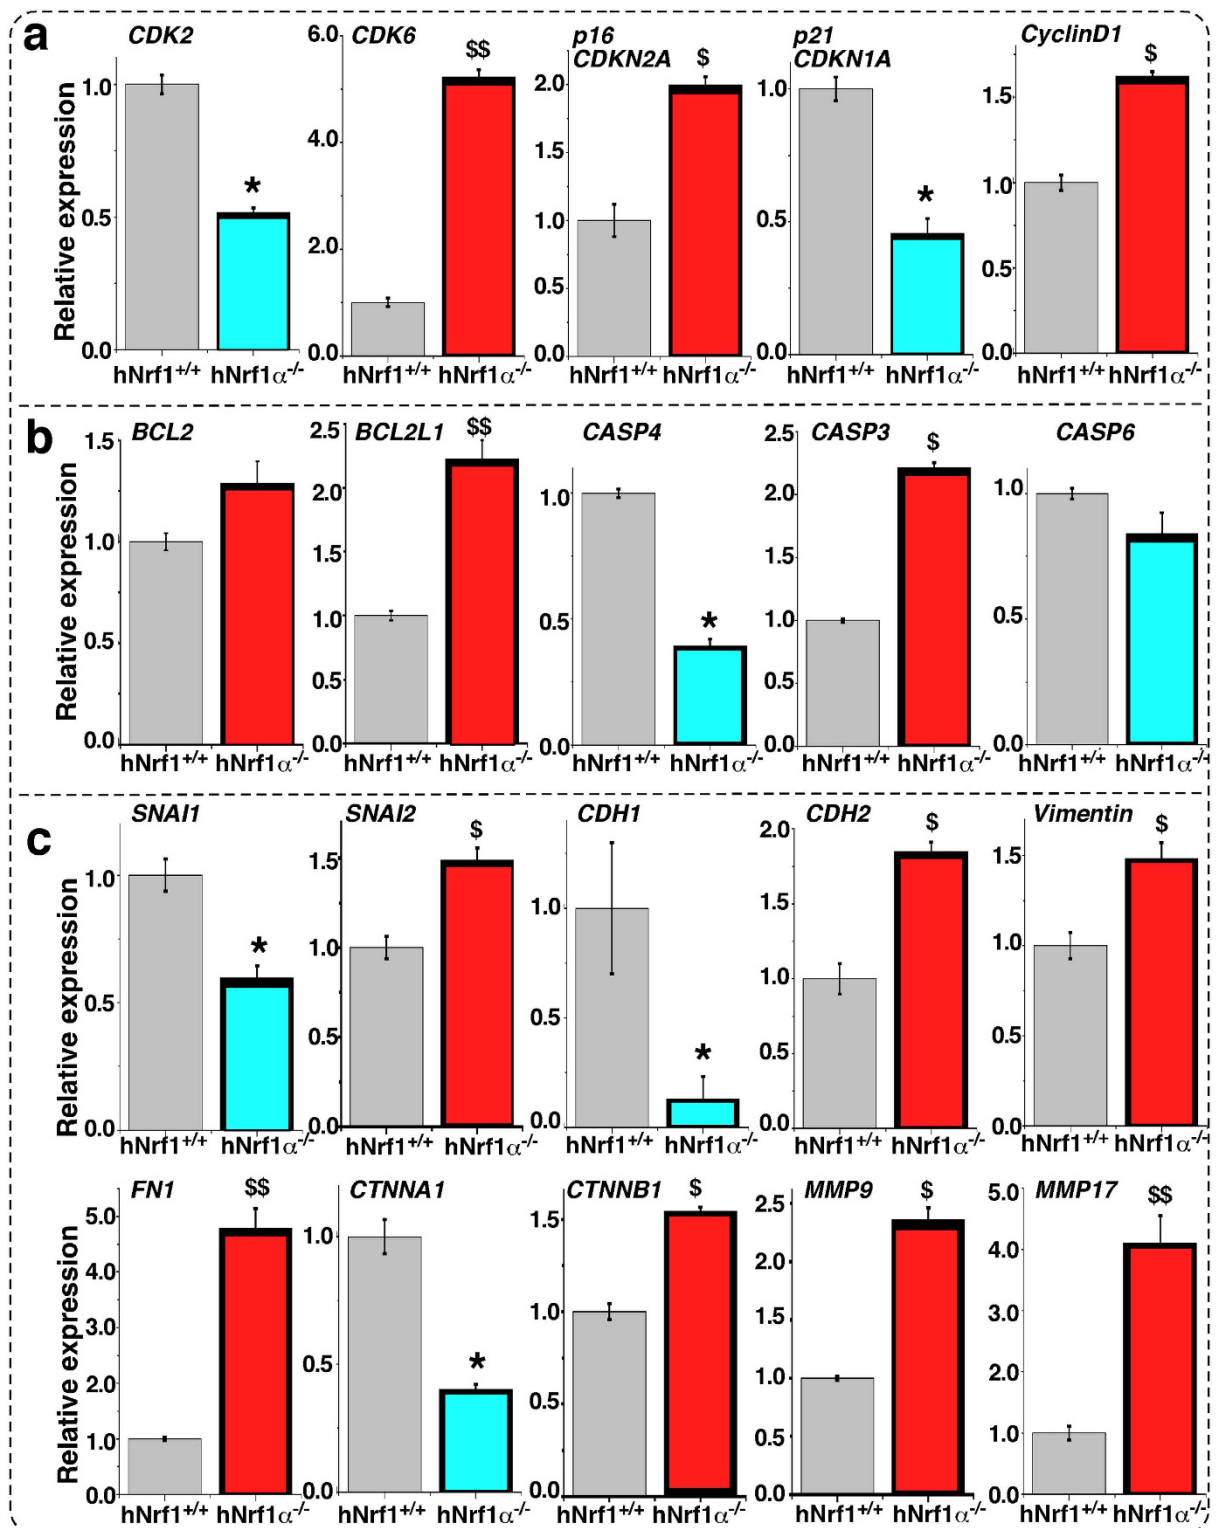 a
CDK2
CDK6
p16
CDKN2A
p21
CDKN1A
CyclinD1
Relative expression
1.0
0.5
0.0
*
hNrf1+/+ hNrf1α-/-
6.0
4.0
2.0
0.0
$$
hNrf1+/+ hNrf1α-/-
2.0
1.5
1.0
0.5
0.0
$
hNrf1+/+ hNrf1α-/-
1.0
0.5
0.0
*
hNrf1+/+ hNrf1α-/-
1.5
1.0
0.5
0.0
$
hNrf1+/+ hNrf1α-/-
b
BCL2
BCL2L1
CASP4
CASP3
CASP6
Relative expression
1.5
1.0
0.5
0.0
hNrf1+/+ hNrf1α-/-
2.5
2.0
1.5
1.0
0.5
0.0
$$
hNrf1+/+ hNrf1α-/-
1.0
0.5
0.0
*
hNrf1+/+ hNrf1α-/-
2.5
2.0
1.5
1.0
0.5
0.0
$
hNrf1+/+ hNrf1α-/-
1.0
0.5
0.0
hNrf1+/+ hNrf1α-/-
c
SNAI1
SNAI2
CDH1
CDH2
Vimentin
Relative expression
1.0
0.5
0.0
*
hNrf1+/+ hNrf1α-/-
1.5
1.0
0.5
0.0
$
hNrf1+/+ hNrf1α-/-
1.0
0.5
0.0
*
hNrf1+/+ hNrf1α-/-
2.0
1.5
1.0
0.5
0.0
$
hNrf1+/+ hNrf1α-/-
1.5
1.0
0.5
0.0
$
hNrf1+/+ hNrf1α-/-
FN1
CTNNA1
CTNNB1
MMP9
MMP17
Relative expression
5.0
4.0
3.0
2.0
1.0
0.0
$$
hNrf1+/+ hNrf1α-/-
1.0
0.5
0.0
*
hNrf1+/+ hNrf1α-/-
1.5
1.0
0.5
0.0
$
hNrf1+/+ hNrf1α-/-
2.5
2.0
1.5
1.0
0.5
0.0
$
hNrf1+/+ hNrf1α-/-
5.0
4.0
3.0
2.0
1.0
0.0
$$
hNrf1+/+ hNrf1α-/-